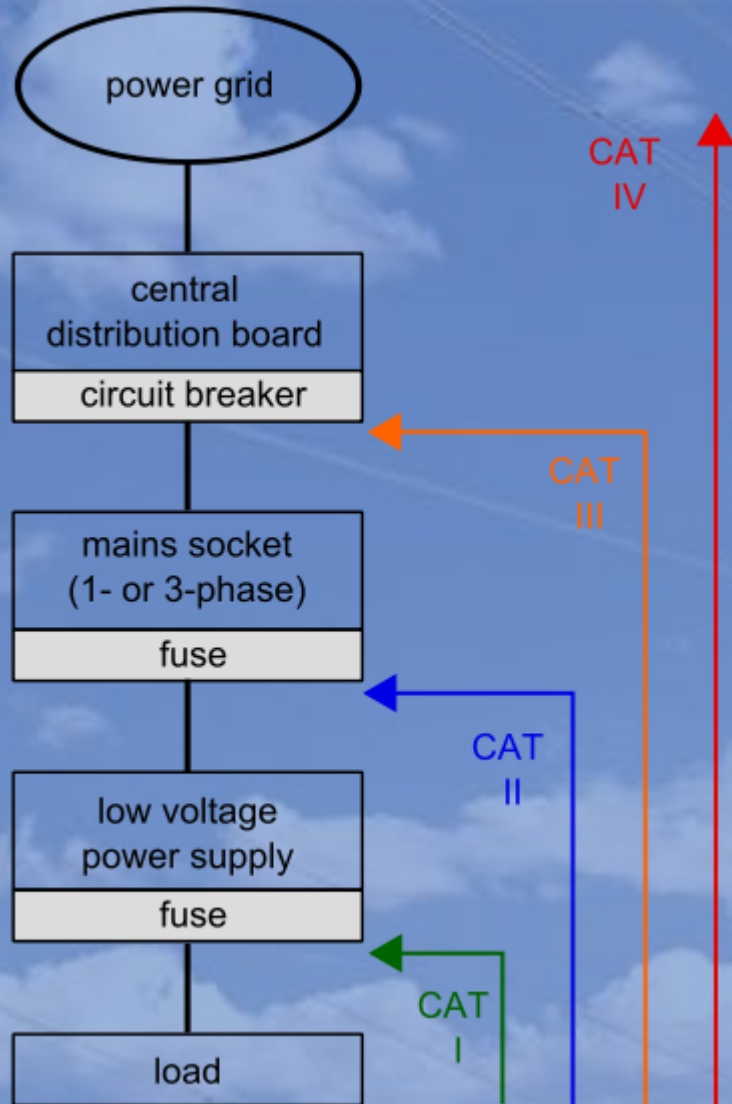 power grid
CAT
IV
central
distribution board
circuit breaker
CAT
III
mains socket
(1- or 3-phase)
fuse
CAT
II
low voltage
power supply
fuse
CAT
I
load